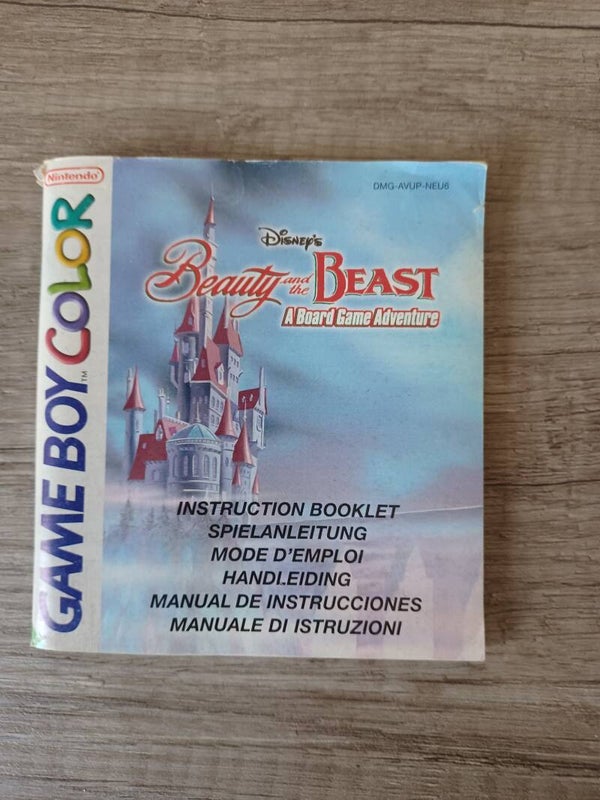 Nintendo
GAME BOY COLOR
TM
DMG-AVUP-NEU6
Disney's
Beauty and the BEAST
A Board Game Adventure
INSTRUCTION BOOKLET
SPIELANLEITUNG
MODE D'EMPLOI
HANDLEIDING
MANUAL DE INSTRUCCIONES
MANUALE DI ISTRUZIONI